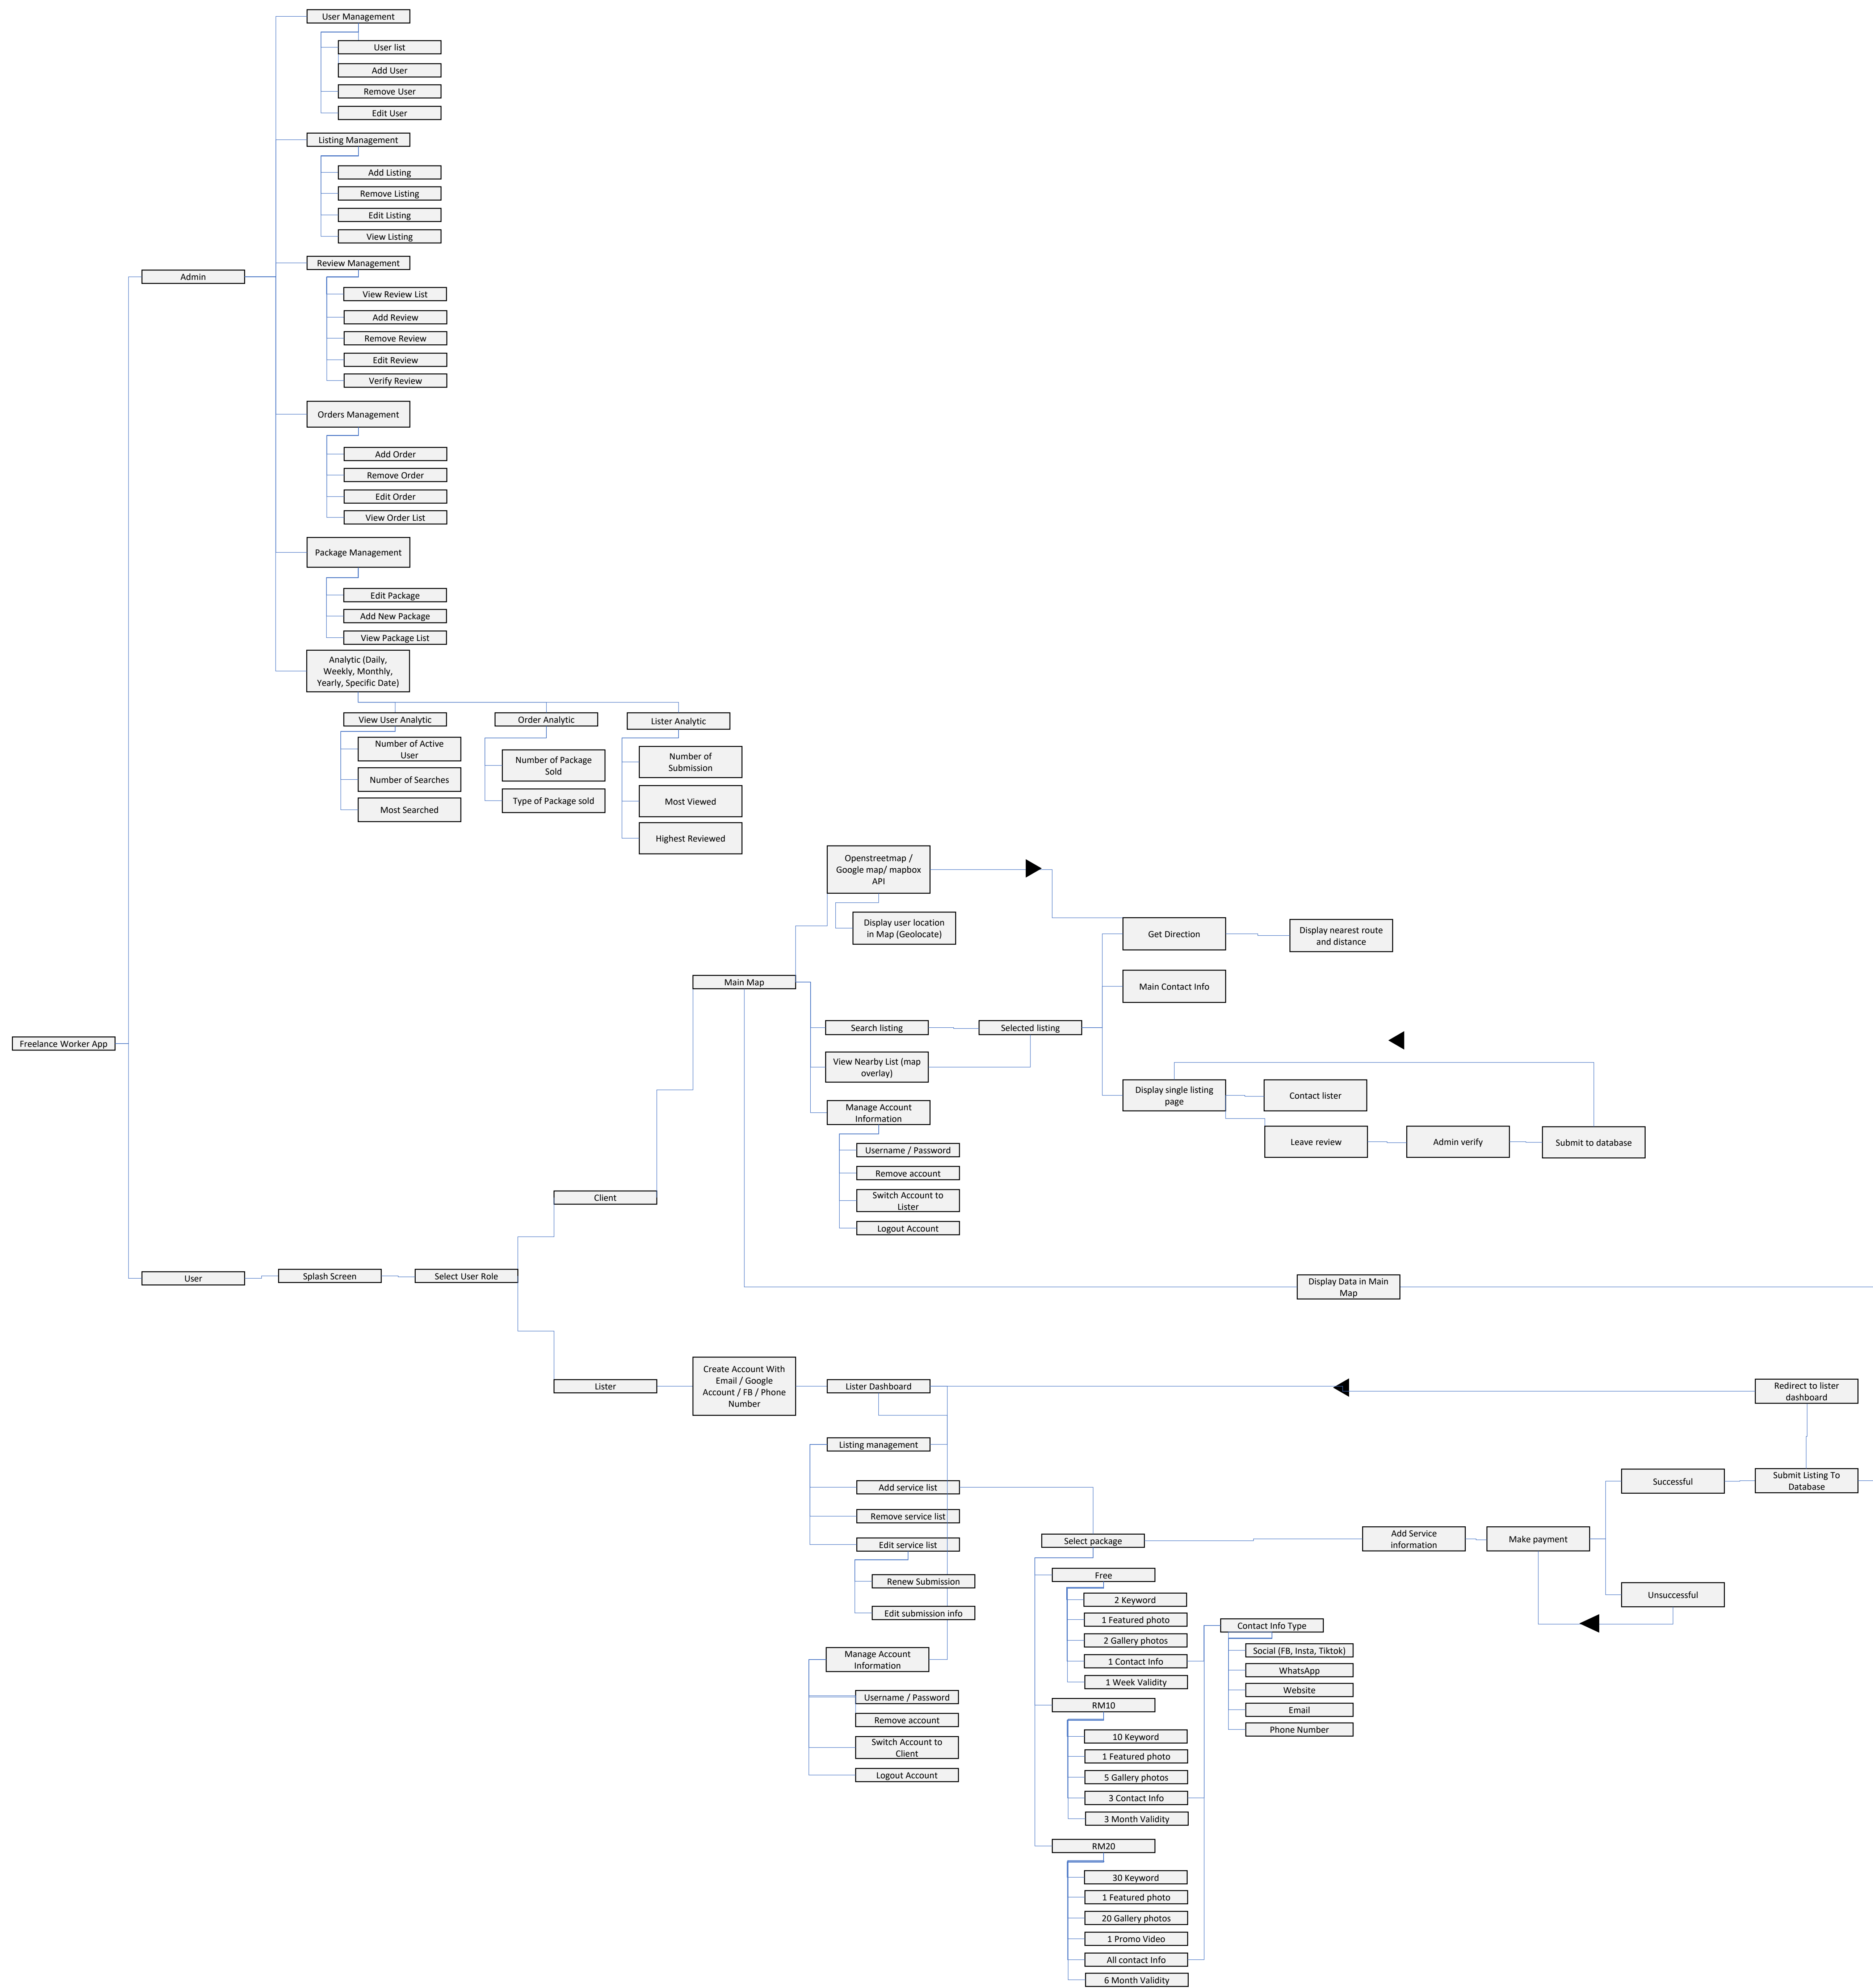 User Management
User list
Add User
Remove User
Edit User
Listing Management
Add Listing
Remove Listing
Edit Listing
View Listing
Review Management
Admin
View Review List
Add Review
Remove Review
Edit Review
Verify Review
Orders Management
Add Order
Remove Order
Edit Order
View Order List
Package Management
Edit Package
Add New Package
View Package List
Analytic (Daily,
Weekly, Monthly,
Yearly, Specific Date)
View User Analytic
Number of Active
User
Number of Searches
Most Searched
Order Analytic
Number of Package
Sold
Type of Package sold
Lister Analytic
Number of
Submission
Most Viewed
Highest Reviewed
Openstreetmap /
Google map/ mapbox
API
Display user location
in Map (Geolocate)
Get Direction
Display nearest route
and distance
Main Map
Main Contact Info
Freelance Worker App
Search listing
Selected listing
View Nearby List (map
overlay)
Display single listing
page
Contact lister
Manage Account
Information
Leave review
Admin verify
Submit to database
Username / Password
Remove account
Switch Account to
Lister
Logout Account
Client
User
Splash Screen
Select User Role
Display Data in Main
Map
Lister
Create Account With
Email / Google
Account / FB / Phone
Number
Lister Dashboard
Redirect to lister
dashboard
Listing management
Add service list
Remove service list
Edit service list
Renew Submission
Edit submission info
Successful
Submit Listing To
Database
Select package
Add Service
information
Make payment
Unsuccessful
Free
2 Keyword
1 Featured photo
2 Gallery photos
1 Contact Info
1 Week Validity
Contact Info Type
Social (FB, Insta, Tiktok)
WhatsApp
Website
Email
Phone Number
Manage Account
Information
Username / Password
Remove account
Switch Account to
Client
Logout Account
RM10
10 Keyword
1 Featured photo
5 Gallery photos
3 Contact Info
3 Month Validity
RM20
30 Keyword
1 Featured photo
20 Gallery photos
1 Promo Video
All contact Info
6 Month Validity